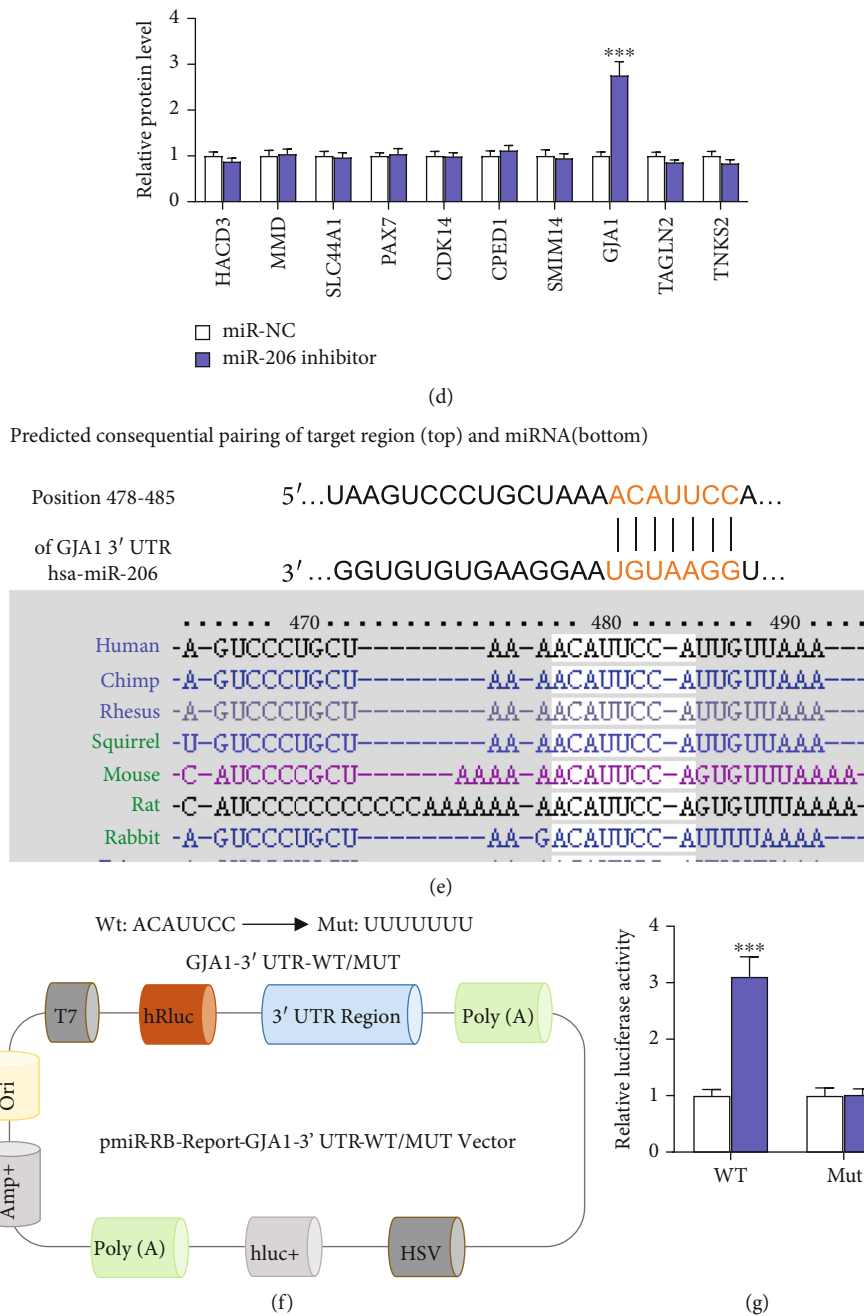 4
3
2
1
0
Relative protein level
***
HACD3
MMD
SLC44A1
PAX7
CDK14
CPED1
SMIM14
GJA1
TAGLN2
TNKS2
miR-NC
miR-206 inhibitor
(d)
Predicted consequential pairing of target region (top) and miRNA(bottom)
Position 478-485 5′...UAAGUCCCUGCUAAAACAUUCCA...
of GJA1 3′ UTR
hsa-miR-206 3′ ...GGUGUGUGAAGGAAUGUAAGGU...
······470···············480·········490····
Human -A-GUCCCUGCU--------AA-AACAUUCC-AUUGUUAAA---
Chimp -A-GUCCCUGCU--------AA-AACAUUCC-AUUGUUAAA---
Rhesus -A-GUCCCUGCU--------AA-AACAUUCC-AUUGUUAAA---
Squirrel -U-GUCCCUGCU--------AA-AACAUUCC-AUUGUUAAA---
Mouse -C-AUCCCCGCU------AAAA-AACAUUCC-AGUGUUUAAAA-
Rat -C-AUCCCCCCCCCCAAAAAA-AACAUUCC-AGUGUUUAAAA-
Rabbit -A-GUCCCUGCU--------AA-GACAUUCC-AUUUUAAAA---
(e)
Wt: ACAUUCC Mut: UUUUUUU
GJA1-3′ UTR-WT/MUT
T7
hRluc
3′ UTR Region
Poly (A)
Ori
pmiR-RB-Report-GJA1-3' UTR-WT/MUT Vector
Amp+
Poly (A)
hluc+
HSV
(f)
4
3
2
1
0
Relative luciferase activity
***
WT
Mut
(g)